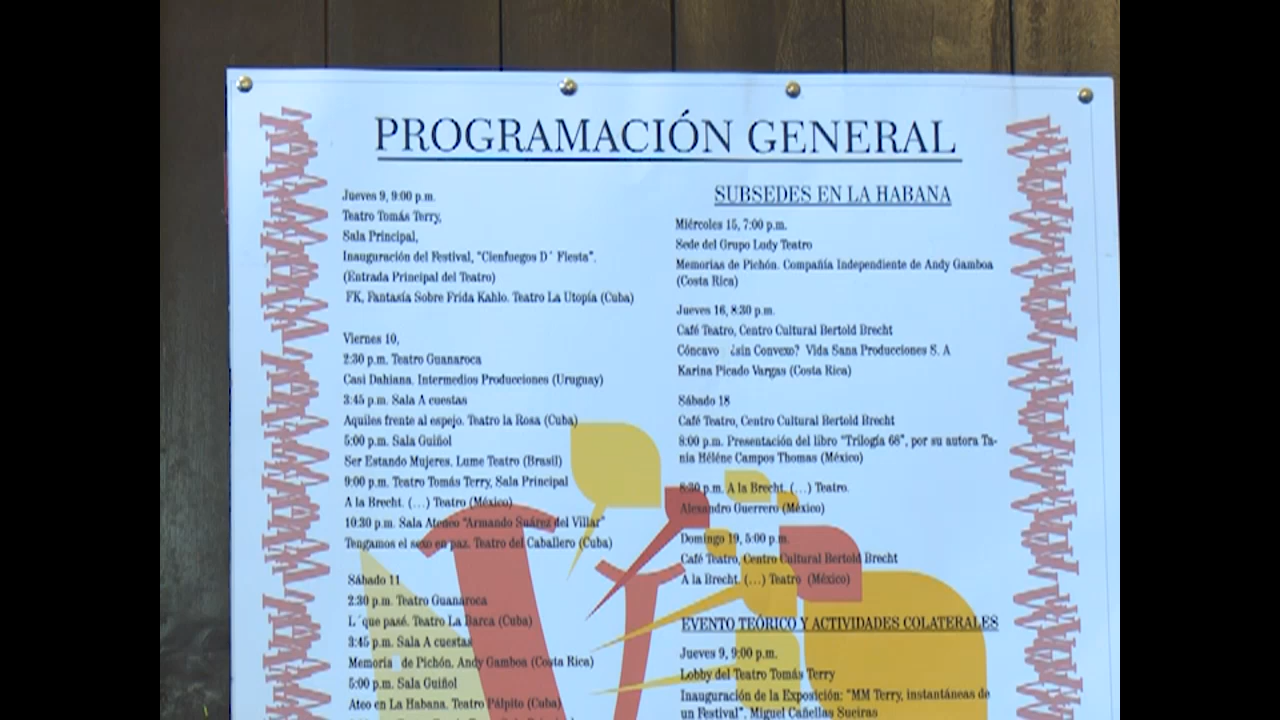 PROGRAMACIÓN GENERAL
Jueves 9, 9:00 p.m.
Teatro Tomás Terry,
Sala Principal,
Inauguración del Festival, "Cienfuegos D´ Fiesta".
(Entrada Principal del Teatro)
FK, Fantasía Sobre Frida Kahlo. Teatro La Utopía (Cuba)
Viernes 10,
2:30 p.m. Teatro Guanaroca
Casi Dahiana. Intermedios Producciones (Uruguay)
3:45 p.m. Sala A cuestas
Aquiles frente al espejo. Teatro la Rosa (Cuba)
5:00 p.m. Sala Guiñol
Ser Estando Mujeres. Lume Teatro (Brasil)
9:00 p.m. Teatro Tomás Terry, Sala Principal
A la Brecht. (…) Teatro (México)
10:30 p.m. Sala Ateneo "Armando Suárez del Villar"
Tengamos el sexo en paz. Teatro del Caballero (Cuba)
Sábado 11
2:30 p.m. Teatro Guanaroca
L´que pasé. Teatro La Barca (Cuba)
3:45 p.m. Sala A cuestas
Memoria de Pichón. Andy Gamboa (Costa Rica)
5:00 p.m. Sala Guiñol
Ateo en La Habana. Teatro Pálpito (Cuba)
SUBSEDES EN LA HABANA
Miércoles 15, 7:00 p.m.
Sede del Grupo Ludy Teatro
Memorias de Pichón. Compañía Independiente de Andy Gamboa
(Costa Rica)
Jueves 16, 8:30 p.m.
Café Teatro, Centro Cultural Bertold Brecht
Cóncavo ¿sin Convexo? Vida Sana Producciones S. A
Karina Picado Vargas (Costa Rica)
Sábado 18
Café Teatro, Centro Cultural Bertold Brecht
8:00 p.m. Presentación del libro "Trilogía 68", por su autora Ta-
nia Hélène Campos Thomas (México)
8:30 p.m. A la Brecht. (…) Teatro.
Alexandro Guerrero (México)
Domingo 19, 5:00 p.m.
Café Teatro, Centro Cultural Bertold Brecht
A la Brecht. (…) Teatro (México)
EVENTO TEÓRICO Y ACTIVIDADES COLATERALES
Jueves 9, 9:00 p.m.
Lobby del Teatro Tomás Terry
Inauguración de la Exposición: "MM Terry, instantáneas de
un Festival". Miguel Cañellas Sueiras